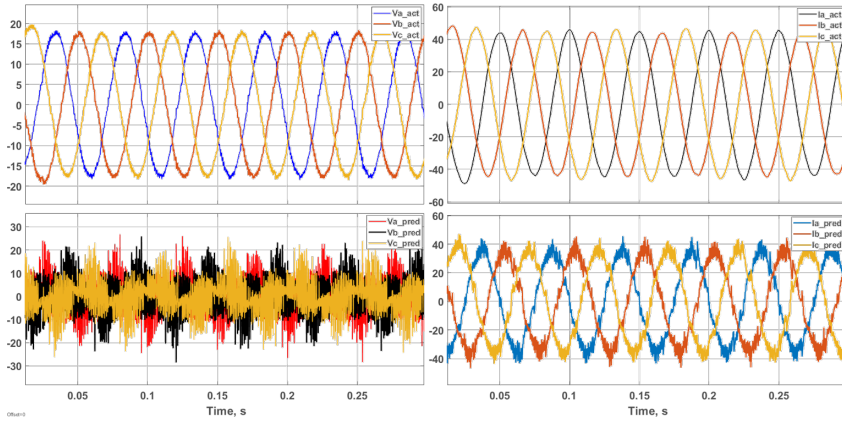 Va_act
Vb_act
Vc_act
20
15
10
5
0
-5
-10
-15
-20
Ia_act
Ib_act
Ic_act
60
40
20
0
-20
-40
-60
Va_pred
Vb_pred
Vc_pred
30
20
10
0
-10
-20
-30
0.05 0.1 0.15 0.2 0.25
Time, s
Ia_pred
Ib_pred
Ic_pred
60
40
20
0
-20
-40
0.05 0.1 0.15 0.2 0.25
Time, s
Offset=0